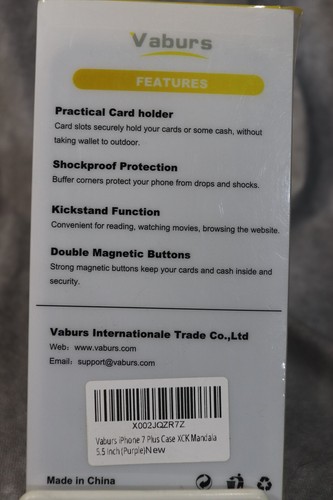 Vaburs
FEATURES
Practical Card holder
Card slots securely hold your cards or some cash, without
taking wallet to outdoor.
Shockproof Protection
Buffer corners protect your phone from drops and shocks.
Kickstand Function
Convenient for reading, watching movies, browsing the website.
Double Magnetic Buttons
Strong magnetic buttons keep your cards and cash inside and
security.
Vaburs Internationale Trade Co.,Ltd
Web: www.vaburs.com
Email: support@vaburs.com
X002JQZR7Z
Vaburs iPhone 7 Plus Case XCK Mandala
5.5 Inch (Purple)New
Made in China